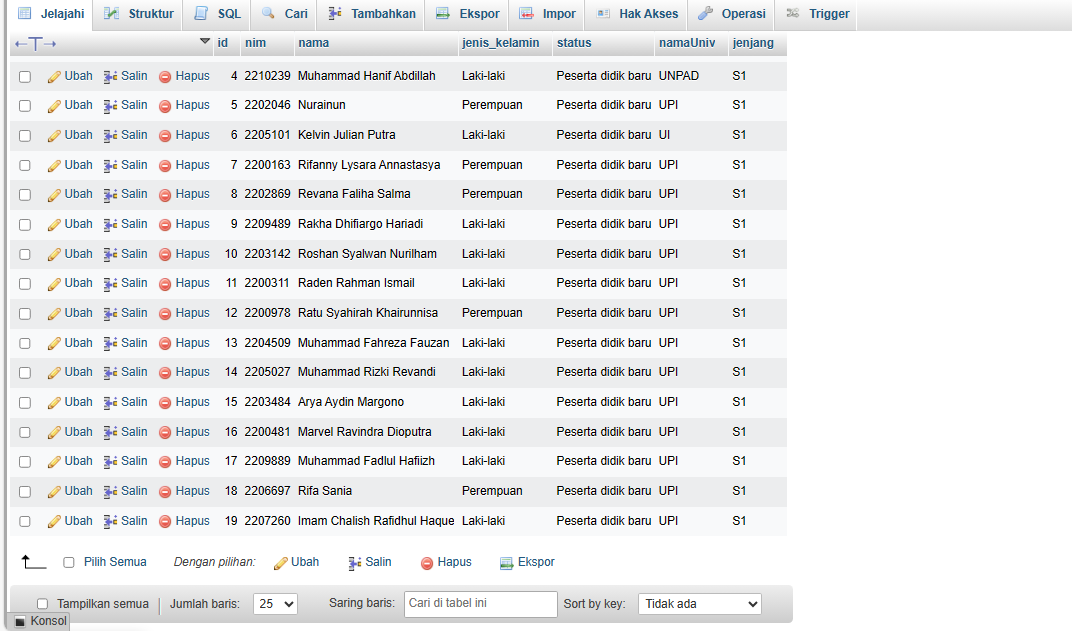 Jelajahi Struktur SQL Cari Tambahkan Ekspor Impor Hak Akses Operasi Trigger
←T→ id nim nama jenis_kelamin status namaUniv jenjang
Ubah Salin Hapus 4 2210239 Muhammad Hanif Abdillah Laki-laki Peserta didik baru UNPAD S1
Ubah Salin Hapus 5 2202046 Nurainun Perempuan Peserta didik baru UPI S1
Ubah Salin Hapus 6 2205101 Kelvin Julian Putra Laki-laki Peserta didik baru UI S1
Ubah Salin Hapus 7 2200163 Rifanny Lysara Annastasya Perempuan Peserta didik baru UPI S1
Ubah Salin Hapus 8 2202869 Revana Faliha Salma Perempuan Peserta didik baru UPI S1
Ubah Salin Hapus 9 2209489 Rakha Dhifiargo Hariadi Laki-laki Peserta didik baru UPI S1
Ubah Salin Hapus 10 2203142 Roshan Syalwan Nurilham Laki-laki Peserta didik baru UPI S1
Ubah Salin Hapus 11 2200311 Raden Rahman Ismail Laki-laki Peserta didik baru UPI S1
Ubah Salin Hapus 12 2200978 Ratu Syahirah Khairunnisa Perempuan Peserta didik baru UPI S1
Ubah Salin Hapus 13 2204509 Muhammad Fahreza Fauzan Laki-laki Peserta didik baru UPI S1
Ubah Salin Hapus 14 2205027 Muhammad Rizki Revandi Laki-laki Peserta didik baru UPI S1
Ubah Salin Hapus 15 2203484 Arya Aydin Margono Laki-laki Peserta didik baru UPI S1
Ubah Salin Hapus 16 2200481 Marvel Ravindra Dioputra Laki-laki Peserta didik baru UPI S1
Ubah Salin Hapus 17 2209889 Muhammad Fadlul Hafiizh Laki-laki Peserta didik baru UPI S1
Ubah Salin Hapus 18 2206697 Rifa Sania Perempuan Peserta didik baru UPI S1
Ubah Salin Hapus 19 2207260 Imam Chalish Rafidhul Haque Laki-laki Peserta didik baru UPI S1
Pilih Semua Dengan pilihan: Ubah Salin Hapus Ekspor
Tampilkan semua Jumlah baris: 25 Saring baris: Cari di tabel ini Sort by key: Tidak ada
Konsol